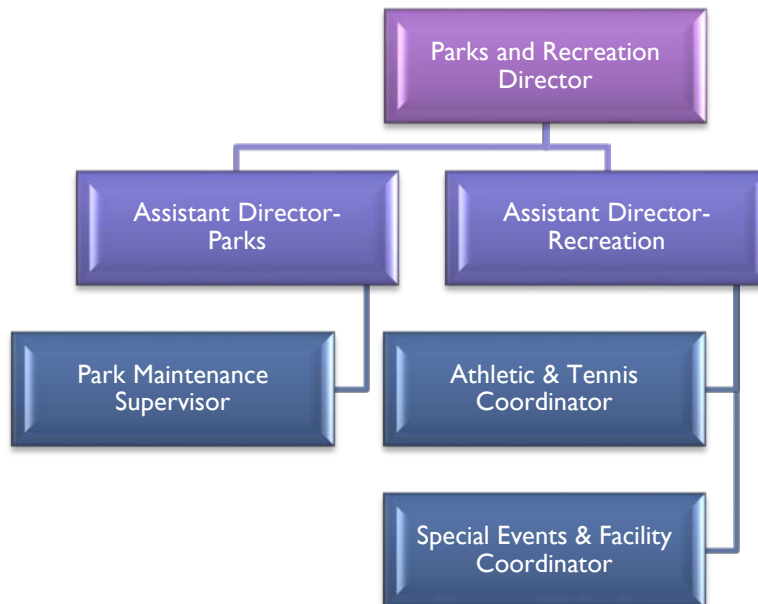 Parks and Recreation
Director
Assistant Director-
Parks
Assistant Director-
Recreation
Park Maintenance
Supervisor
Athletic & Tennis
Coordinator
Special Events & Facility
Coordinator